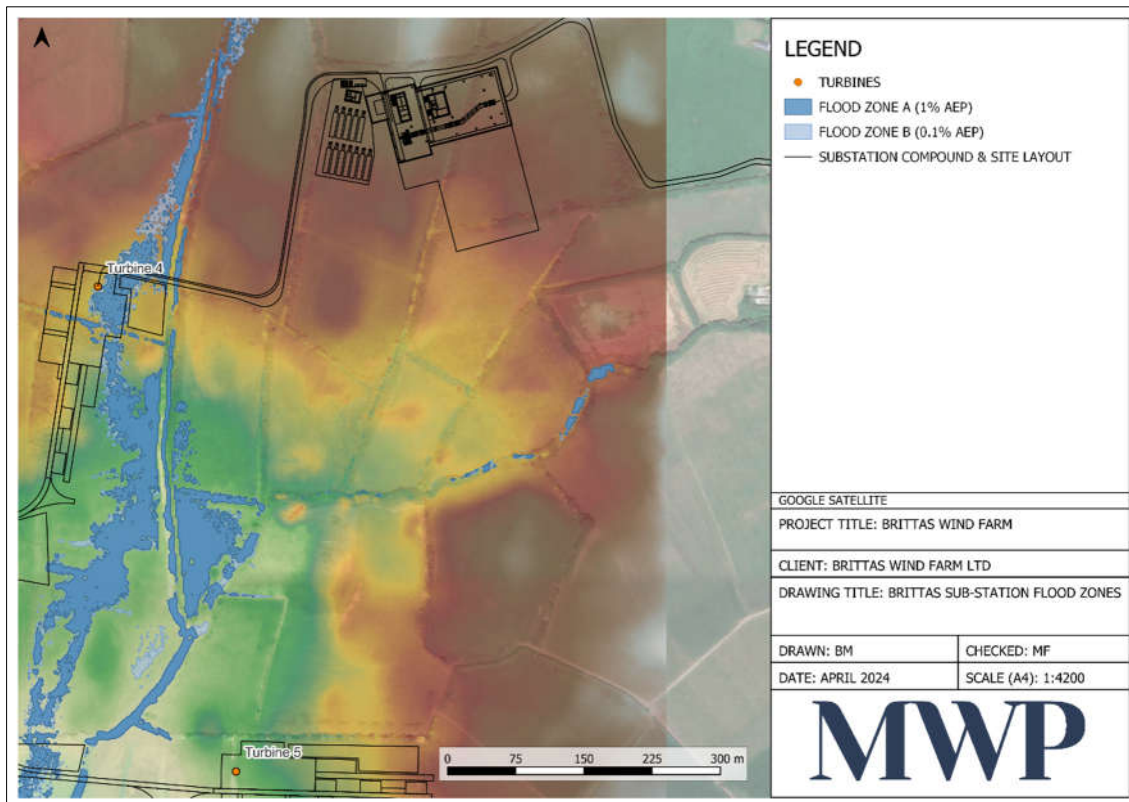 LEGEND
TURBINES
FLOOD ZONE A (1% AEP)
FLOOD ZONE B (0.1% AEP)
SUBSTATION COMPOUND & SITE LAYOUT
Turbine 4
Turbine 5
0 75 150 225 300 m
GOOGLE SATELLITE
PROJECT TITLE: BRITTAS WIND FARM
CLIENT: BRITTAS WIND FARM LTD
DRAWING TITLE: BRITTAS SUB-STATION FLOOD ZONES
DRAWN: BM
CHECKED: MF
DATE: APRIL 2024
SCALE (A4): 1:4200
MWP